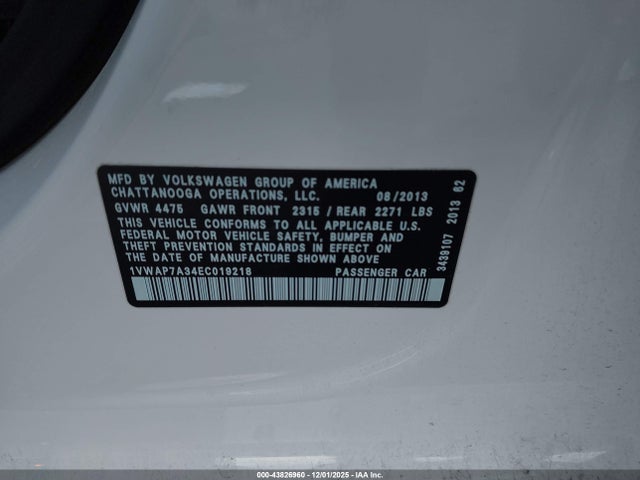 MFD BY VOLKSWAGEN GROUP OF AMERICA
CHATTANOOGA OPERATIONS, LLC. 08/2013
GVWR 4475 GAWR FRONT 2315 / REAR 2271 LBS
THIS VEHICLE CONFORMS TO ALL APPLICABLE U.S.
FEDERAL MOTOR VEHICLE SAFETY, BUMPER AND
THEFT PREVENTION STANDARDS IN EFFECT ON
THE DATE OF MANUFACTURE SHOWN ABOVE
1VWAP7A34EC019218 PASSENGER CAR
3439107 2013 62
000-43826960 • 12/01/2025 • IAA Inc.